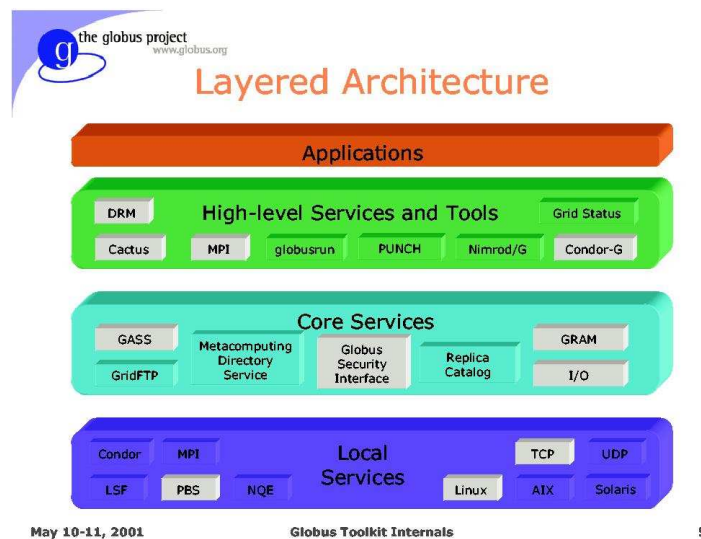 the globus project
www.globus.org
g
Layered Architecture
Applications
DRM
High-level Services and Tools
Grid Status
Cactus
MPI
globusrun
PUNCH
Nimrod/G
Condor-G
Core Services
GASS
Metacomputing
Directory
Service
Globus
Security
Interface
Replica
Catalog
GRAM
GridFTP
I/O
Condor
MPI
Local
Services
TCP
UDP
LSF
PBS
NQE
Linux
AIX
Solaris
May 10-11, 2001
Globus Toolkit Internals